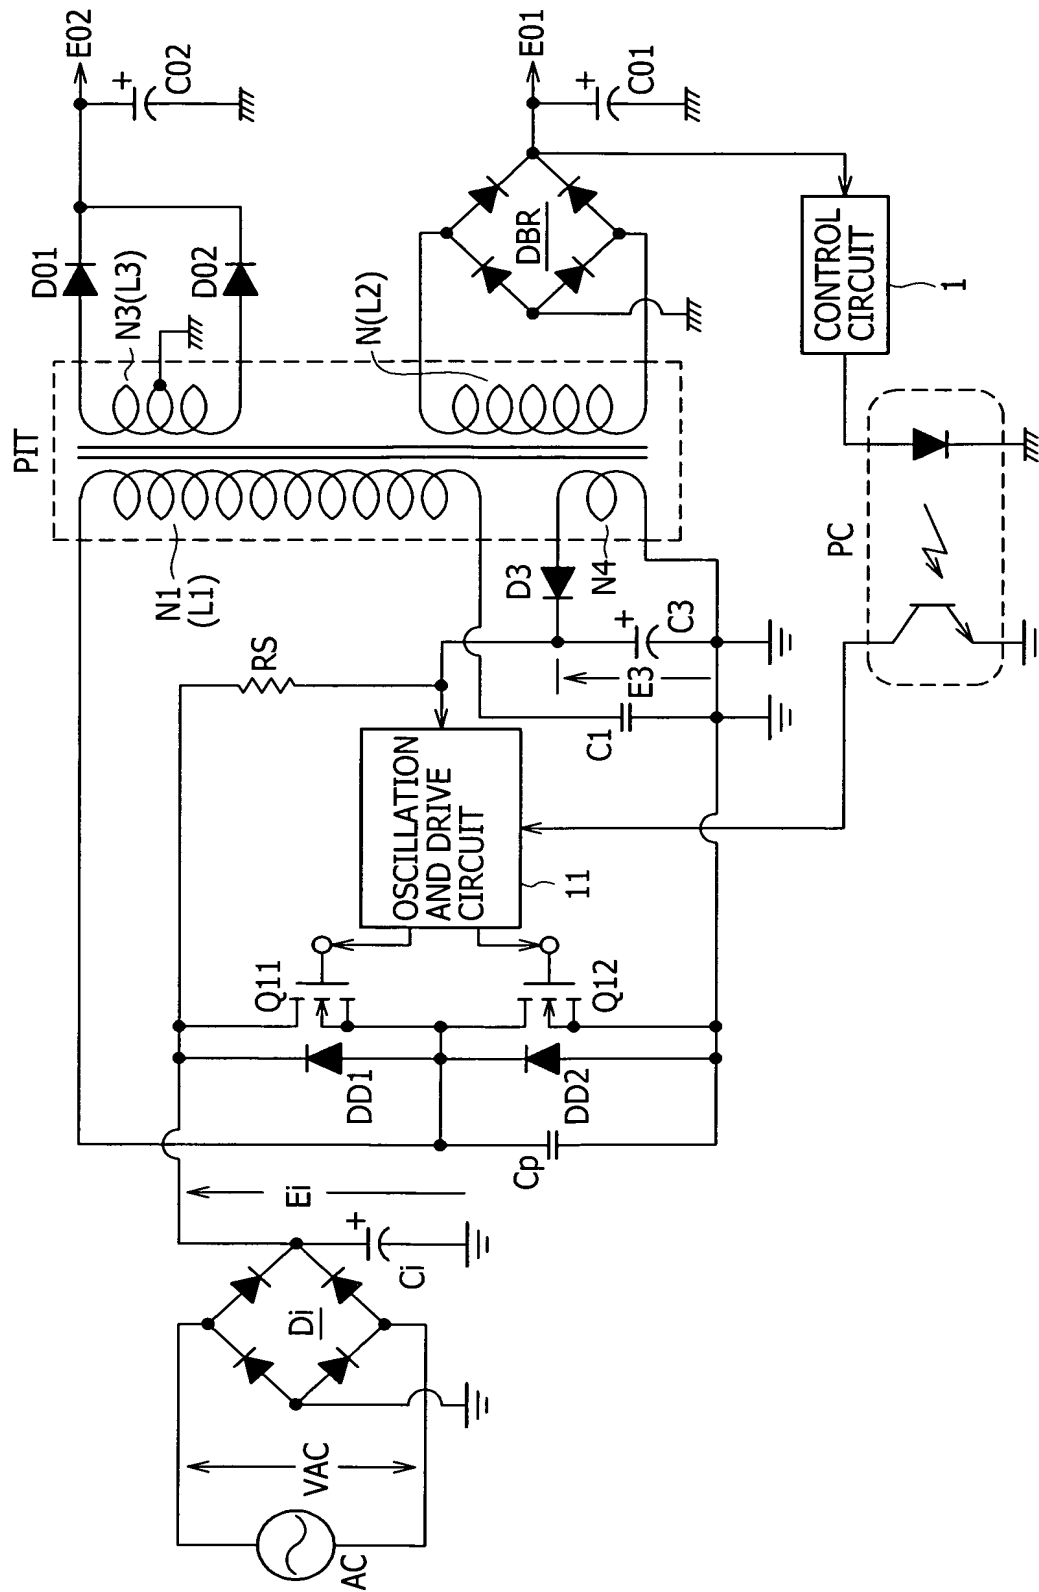 AC
VAC
Di
Ci
+
Ei
Cp
DD1
DD2
Q11
Q12
OSCILLATION
AND DRIVE
CIRCUIT
11
RS
C1
E3
+
C3
D3
N4
N1
(L1)
PIT
N3(L3)
N(L2)
D01
D02
+
C02
E02
DBR
+
C01
E01
CONTROL
CIRCUIT
1
PC